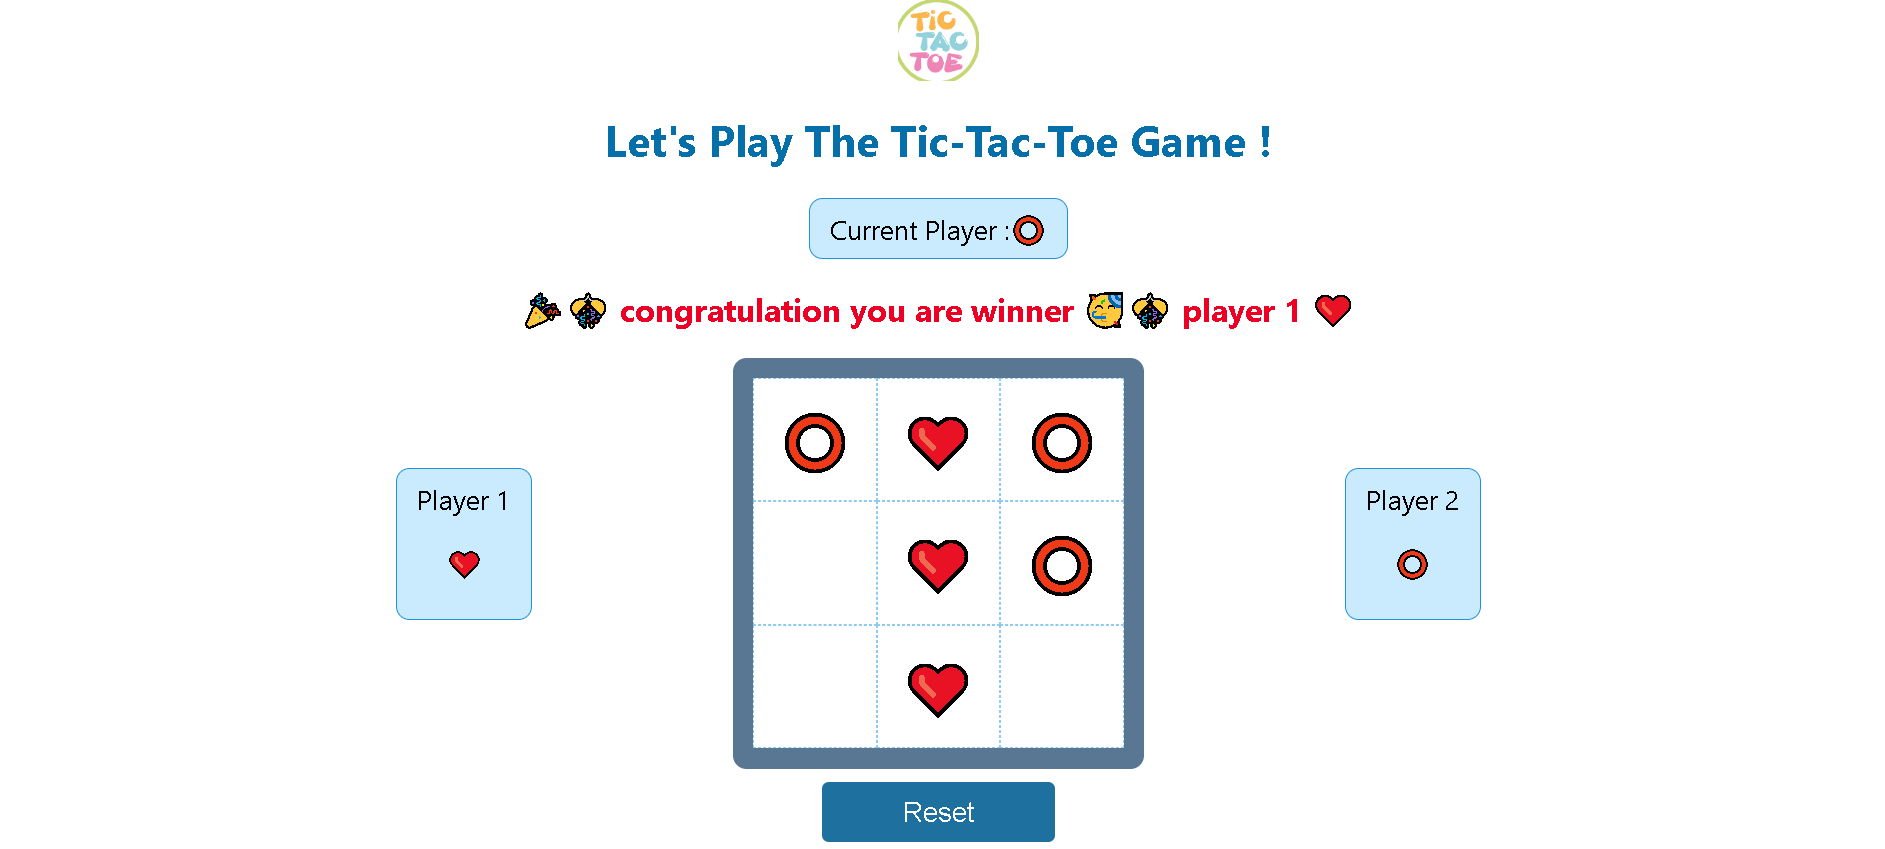 TIC
TAC
TOE
Let's Play The Tic-Tac-Toe Game !
Current Player :
congratulation you are winner player 1
Player 1
Player 2
Reset